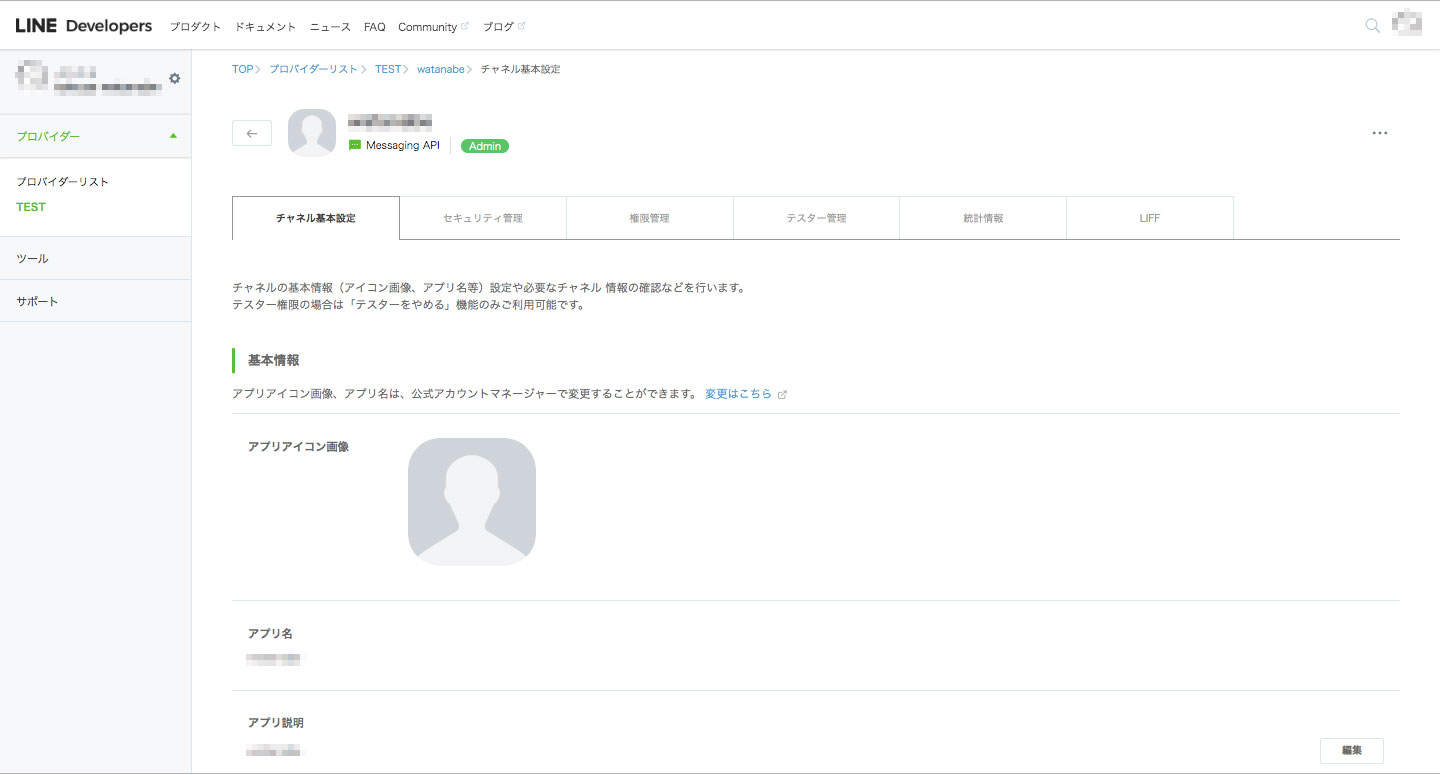 LINE Developers プロダクト ドキュメント ニュース FAQ Community ブログ
プロバイダー
プロバイダーリスト
TEST
ツール
サポート
TOP プロバイダーリスト TEST watanabe チャネル基本設定
Messaging API Admin
チャネル基本設定 セキュリティ管理 権限管理 テスター管理 統計情報 LIFF
チャネルの基本情報（アイコン画像、アプリ名等）設定や必要なチャネル 情報の確認などを行います。
テスター権限の場合は「テスターをやめる」機能のみご利用可能です。
基本情報
アプリアイコン画像、アプリ名は、公式アカウントマネージャーで変更することができます。 変更はこちら
アプリアイコン画像
アプリ名
アプリ説明
編集